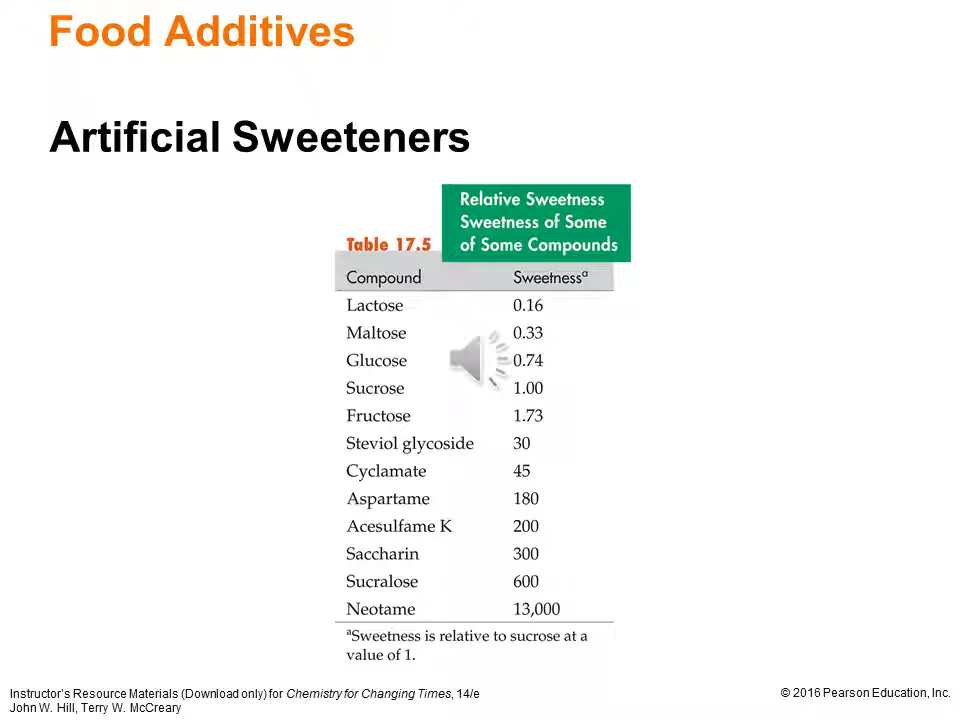 Food Additives
Artificial Sweeteners
Relative Sweetness
Sweetness of Some
of Some Compounds
Table 17.5
Compound Sweetnessᵃ
Lactose 0.16
Maltose 0.33
Glucose 0.74
Sucrose 1.00
Fructose 1.73
Steviol glycoside 30
Cyclamate 45
Aspartame 180
Acesulfame K 200
Saccharin 300
Sucralose 600
Neotame 13,000
ᵃSweetness is relative to sucrose at a
value of 1.
Instructor's Resource Materials (Download only) for Chemistry for Changing Times, 14/e
John W. Hill, Terry W. McCreary
© 2016 Pearson Education, Inc.